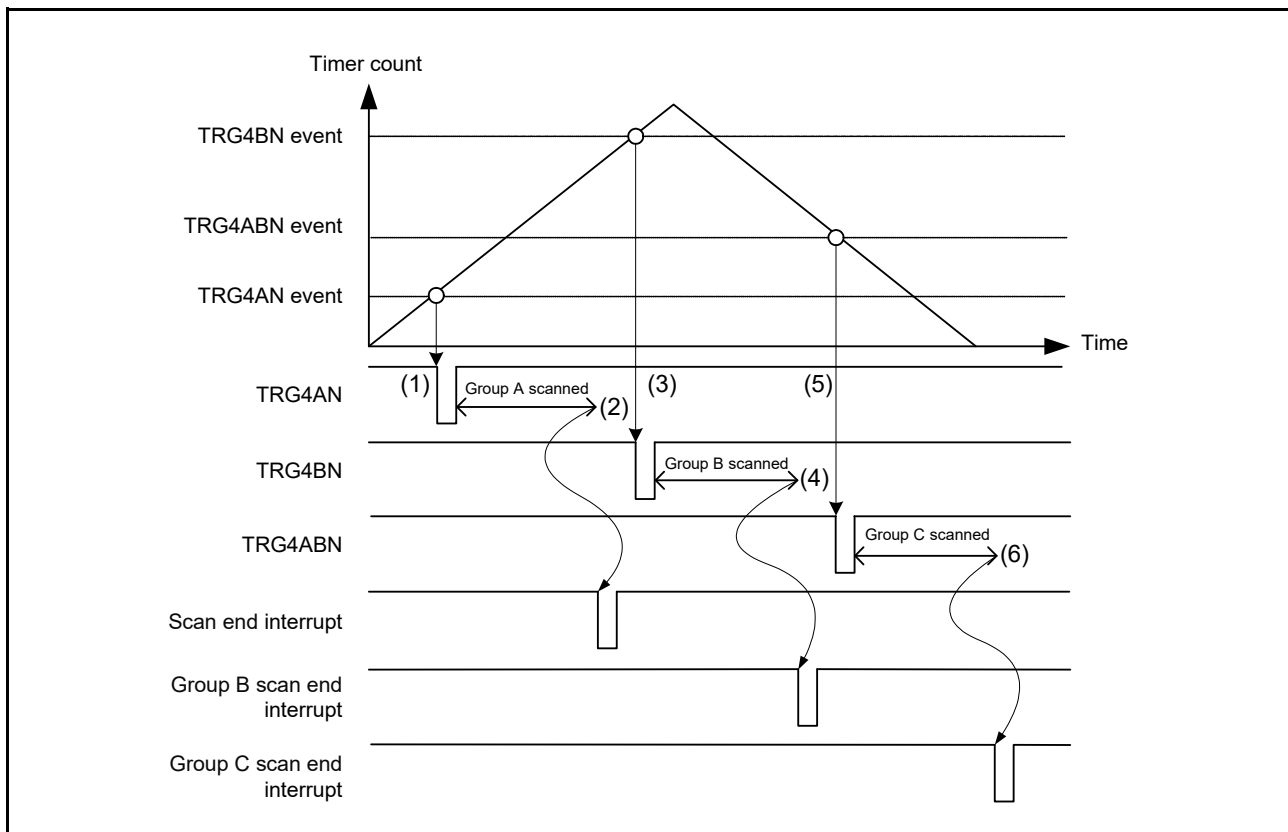 Timer count
TRG4BN event
TRG4ABN event
TRG4AN event
Time
(1)
(3)
(5)
TRG4AN
Group A scanned
(2)
TRG4BN
Group B scanned
(4)
TRG4ABN
Group C scanned
(6)
Scan end interrupt
Group B scan end
interrupt
Group C scan end
interrupt